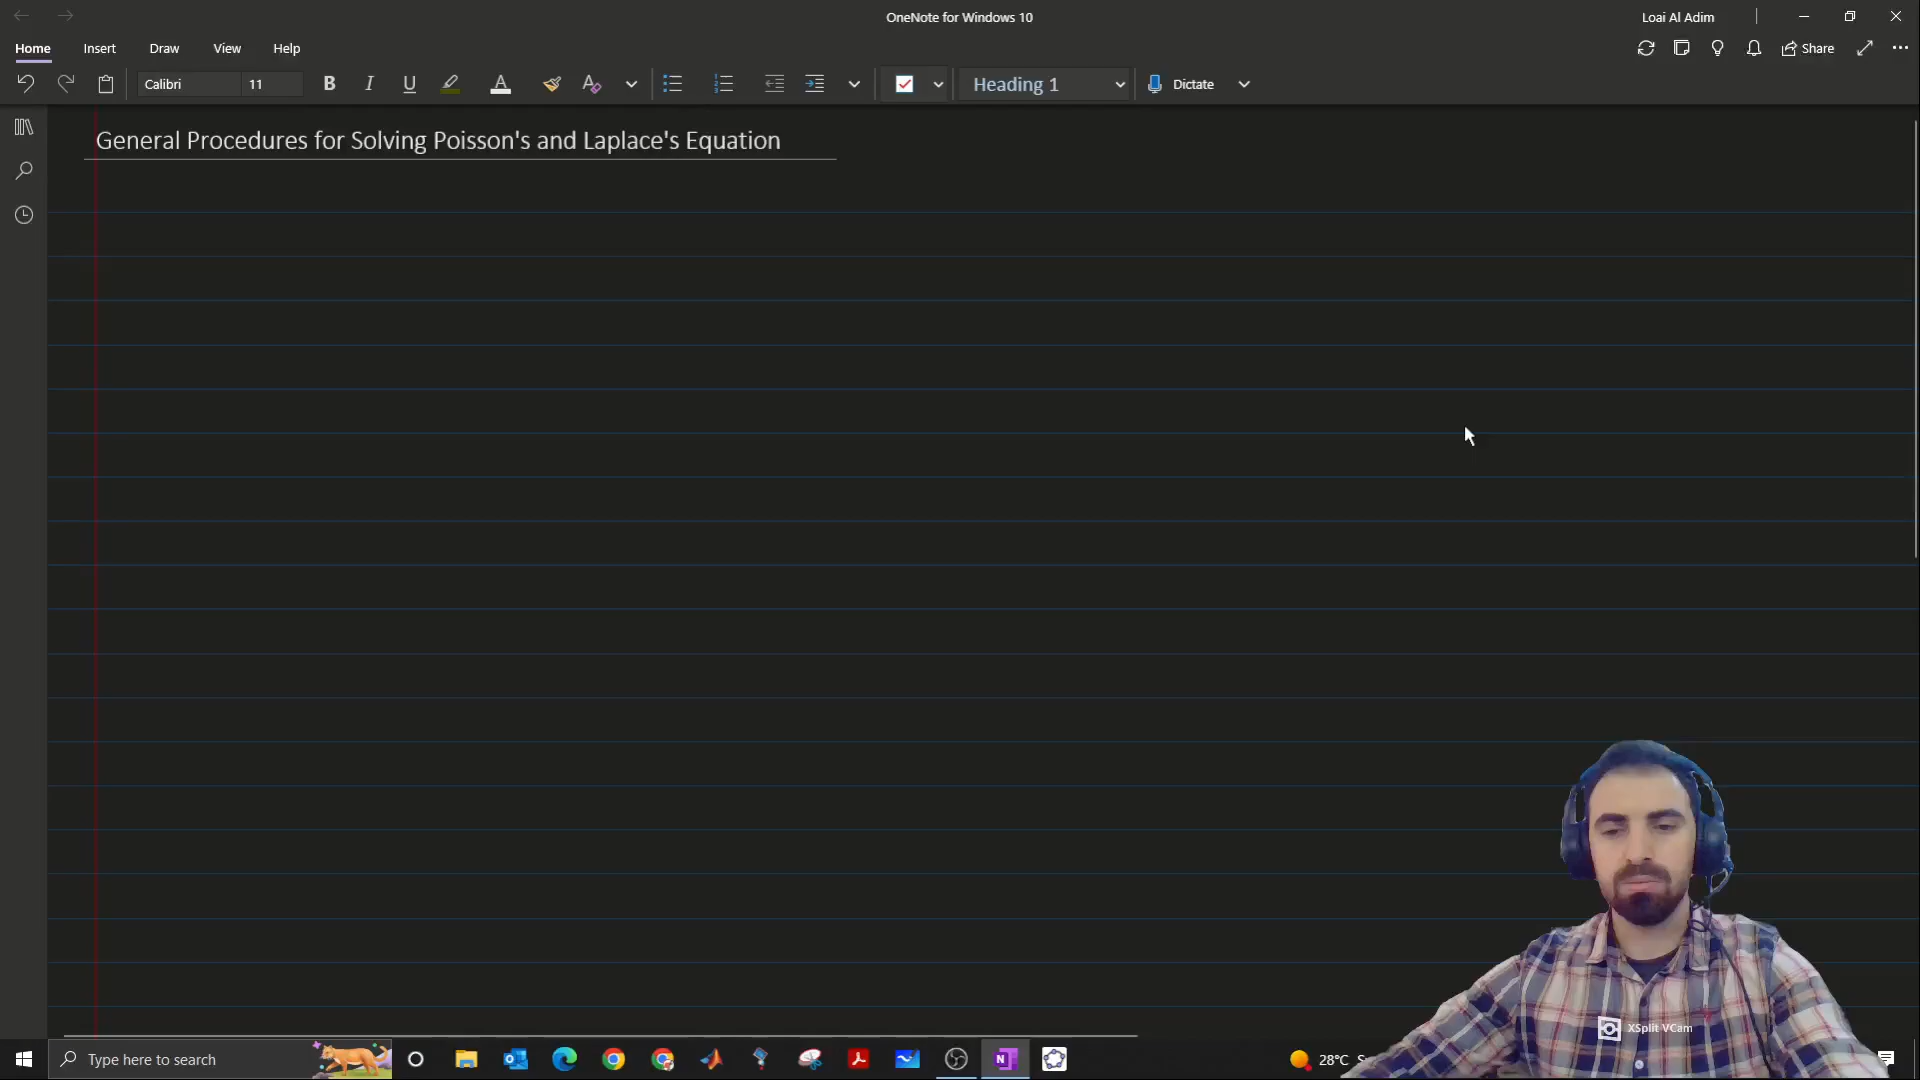 OneNote for Windows 10
Loai Al Adim
Home Insert Draw View Help
Share
Calibri 11 B I U A Heading 1 Dictate
General Procedures for Solving Poisson's and Laplace's Equation
XSplit VCam
Type here to search
28°C